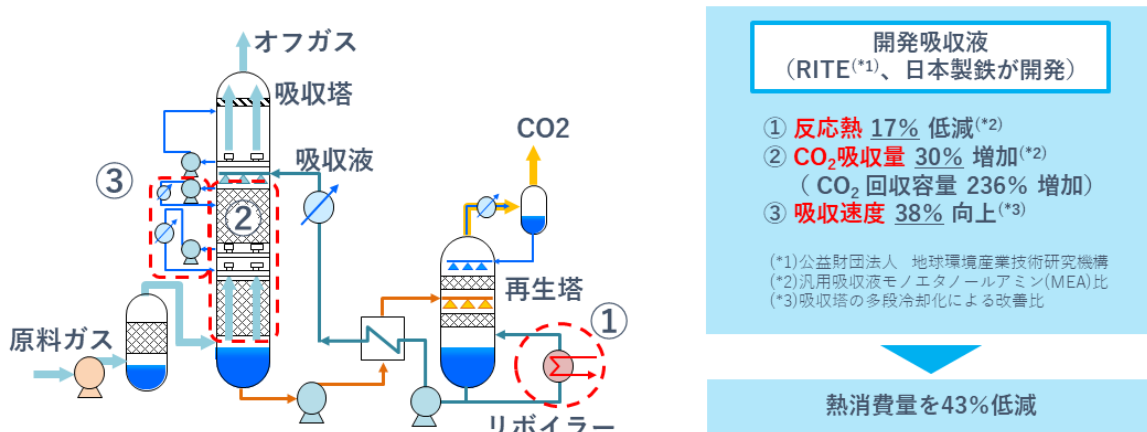 オフガス
吸収塔
CO2
吸収液
③
②
再生塔
①
原料ガス
リボイラー
開発吸収液
（RITE(*1)、日本製鉄が開発）
① 反応熱 17% 低減(*2)
② CO₂吸収量 30% 増加(*2)
（ CO₂ 回収容量 236% 増加）
③ 吸収速度 38% 向上(*3)
(*1)公益財団法人　地球環境産業技術研究機構
(*2)汎用吸収液モノエタノールアミン(MEA)比
(*3)吸収塔の多段冷却化による改善比
熱消費量を43%低減